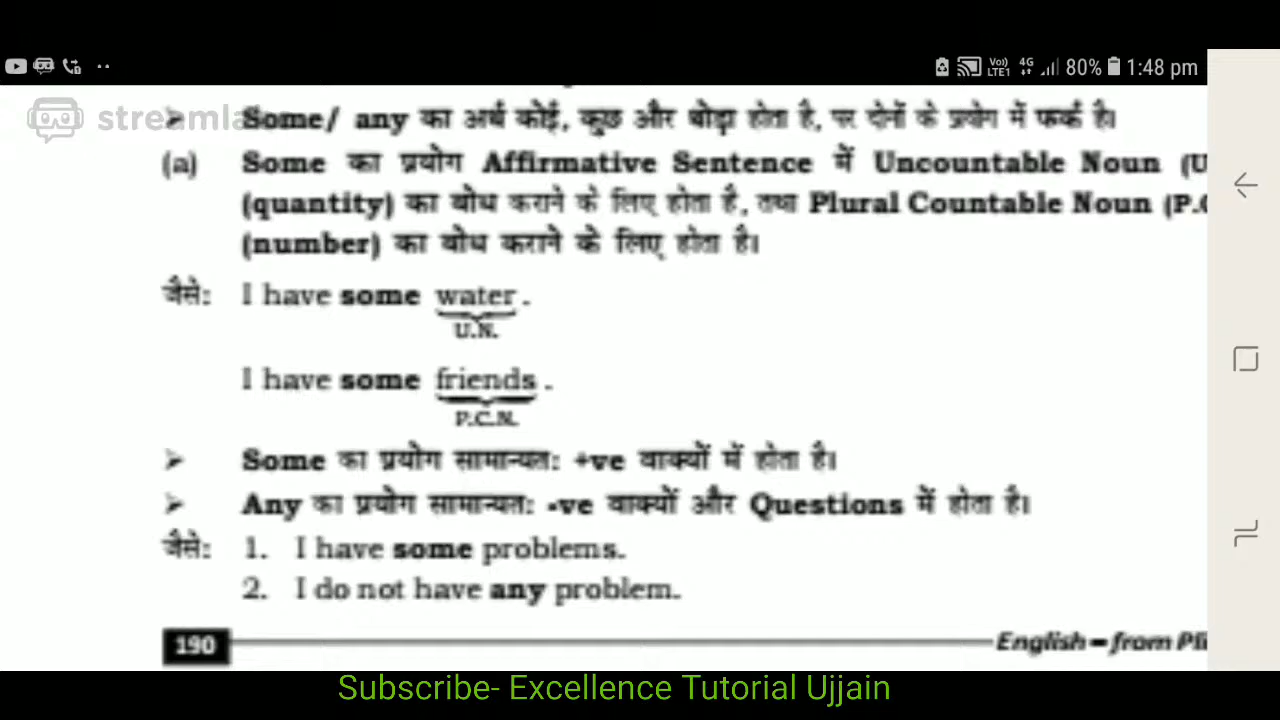 80% 1:48 pm
streamla
➤ Some/ any का अर्थ कोई, कुछ और थोड़ा होता है, पर दोनों के प्रयोग में फर्क है।
(a) Some का प्रयोग Affirmative Sentence में Uncountable Noun (U
(quantity) का बोध कराने के लिए होता है, तथा Plural Countable Noun (P.C
(number) का बोध कराने के लिए होता है।
जैसे: I have some water.
U.N.
I have some friends.
P.C.N.
➤ Some का प्रयोग सामान्यत: +ve वाक्यों में होता है।
➤ Any का प्रयोग सामान्यत: -ve वाक्यों और Questions में होता है।
जैसे: 1. I have some problems.
2. I do not have any problem.
190 English – from Pli
Subscribe- Excellence Tutorial Ujjain